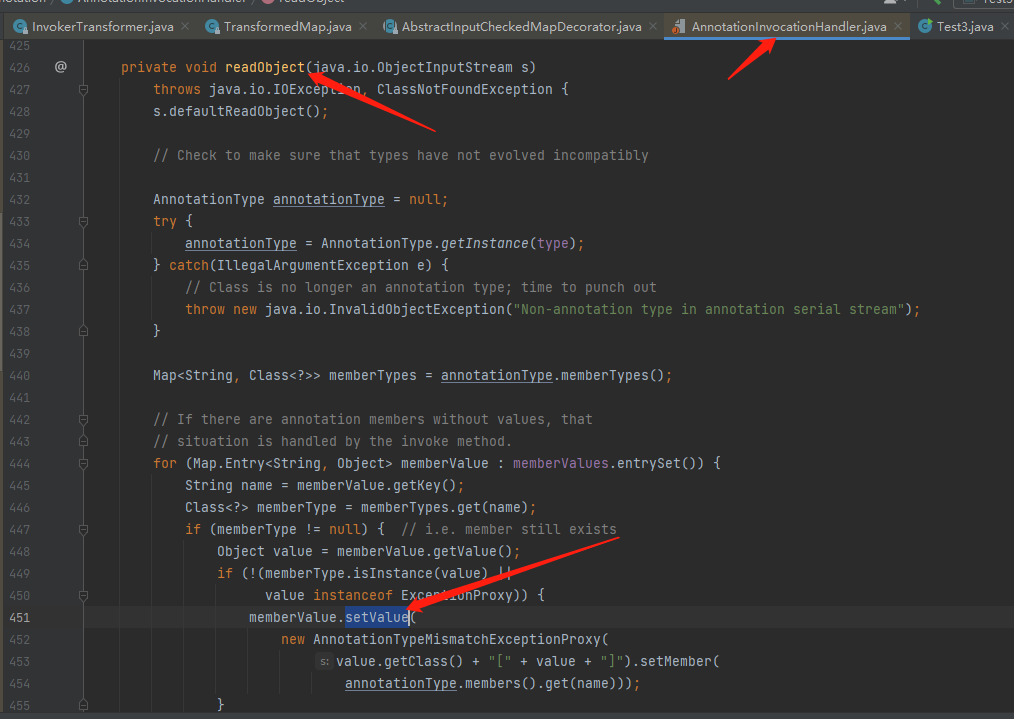 notation AnnotationInvocationHandler readObject Test3
InvokerTransformer.java TransformedMap.java AbstractInputCheckedMapDecorator.java AnnotationInvocationHandler.java Test3.java
425
426 @ private void readObject(java.io.ObjectInputStream s)
427 throws java.io.IOException, ClassNotFoundException {
428 s.defaultReadObject();
429
430 // Check to make sure that types have not evolved incompatibly
431
432 AnnotationType annotationType = null;
433 try {
434 annotationType = AnnotationType.getInstance(type);
435 } catch(IllegalArgumentException e) {
436 // Class is no longer an annotation type; time to punch out
437 throw new java.io.InvalidObjectException("Non-annotation type in annotation serial stream");
438 }
439
440 Map<String, Class<?>> memberTypes = annotationType.memberTypes();
441
442 // If there are annotation members without values, that
443 // situation is handled by the invoke method.
444 for (Map.Entry<String, Object> memberValue : memberValues.entrySet()) {
445 String name = memberValue.getKey();
446 Class<?> memberType = memberTypes.get(name);
447 if (memberType != null) { // i.e. member still exists
448 Object value = memberValue.getValue();
449 if (!(memberType.isInstance(value) ||
450 value instanceof ExceptionProxy)) {
451 memberValue.setValue(
452 new AnnotationTypeMismatchExceptionProxy(
453 s: value.getClass() + "[" + value + "]").setMember(
454 annotationType.members().get(name)));
455 }